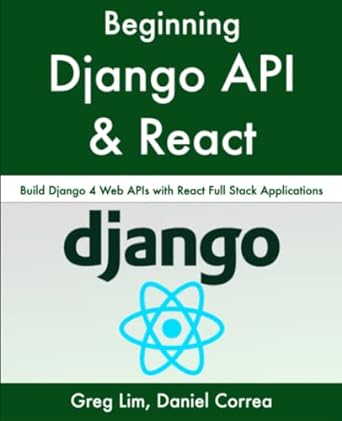 Beginning
Django API
& React
Build Django 4 Web APIs with React Full Stack Applications
django
Greg Lim, Daniel Correa